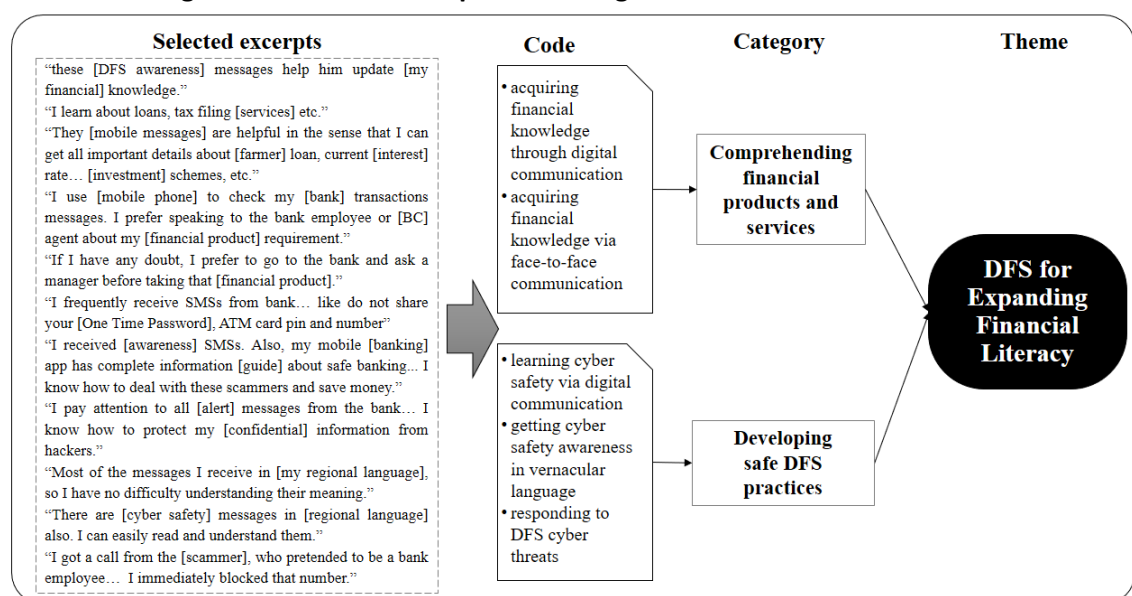 Selected excerpts
“these [DFS awareness] messages help him update [my
financial] knowledge.”
“I learn about loans, tax filing [services] etc.”
“They [mobile messages] are helpful in the sense that I can
get all important details about [farmer] loan, current [interest]
rate… [investment] schemes, etc.”
“I use [mobile phone] to check my [bank] transactions
messages. I prefer speaking to the bank employee or [BC]
agent about my [financial product] requirement.”
“If I have any doubt, I prefer to go to the bank and ask a
manager before taking that [financial product].”
“I frequently receive SMSs from bank… like do not share
your [One Time Password], ATM card pin and number”
“I received [awareness] SMSs. Also, my mobile [banking]
app has complete information [guide] about safe banking... I
know how to deal with these scammers and save money.”
“I pay attention to all [alert] messages from the bank… I
know how to protect my [confidential] information from
hackers.”
“Most of the messages I receive in [my regional language],
so I have no difficulty understanding their meaning.”
“There are [cyber safety] messages in [regional language]
also. I can easily read and understand them.”
“I got a call from the [scammer], who pretended to be a bank
employee… I immediately blocked that number.”
Code
• acquiring
financial
knowledge
through digital
communication
• acquiring
financial
knowledge via
face-to-face
communication
• learning cyber
safety via digital
communication
• getting cyber
safety awareness
in vernacular
language
• responding to
DFS cyber
threats
Category
Comprehending
financial
products and
services
Developing
safe DFS
practices
Theme
DFS for
Expanding
Financial
Literacy